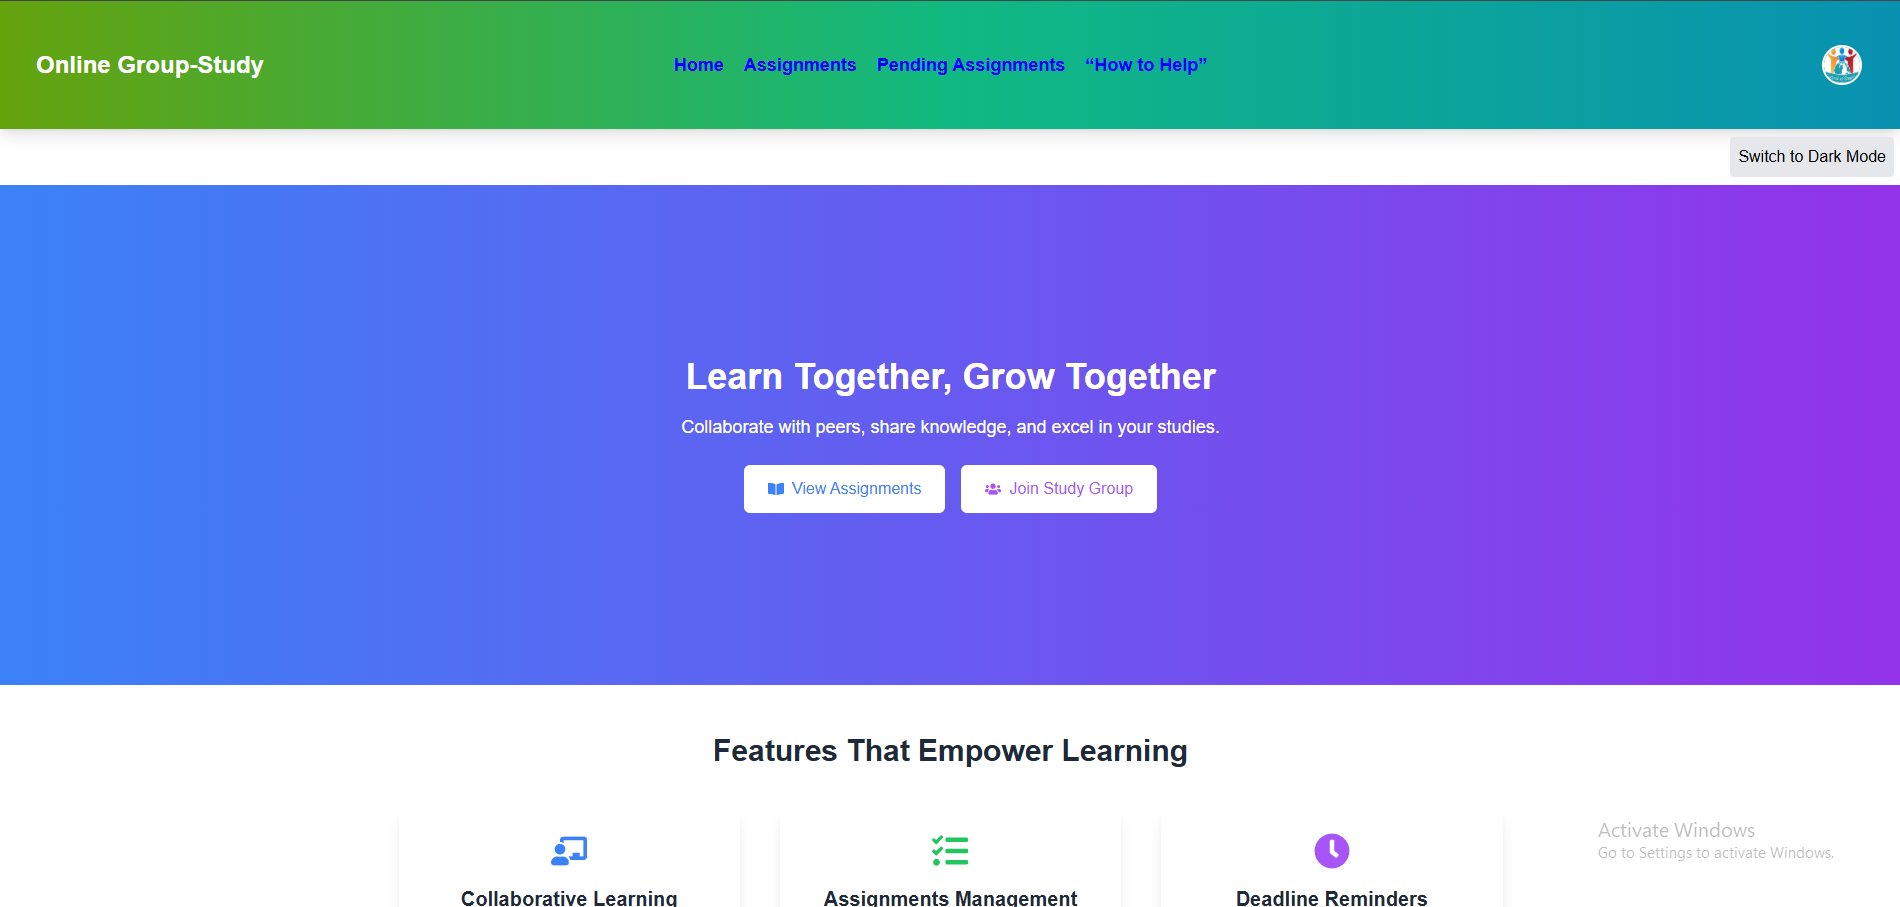 Online Group-Study
Home Assignments Pending Assignments “How to Help”
Switch to Dark Mode
Learn Together, Grow Together
Collaborate with peers, share knowledge, and excel in your studies.
View Assignments Join Study Group
Features That Empower Learning
Collaborative Learning Assignments Management Deadline Reminders
Activate Windows
Go to Settings to activate Windows.